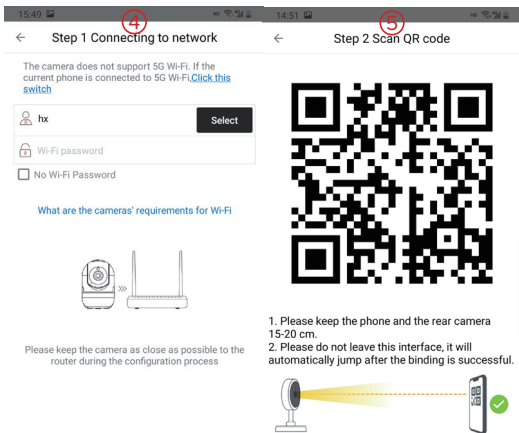 15:49
④
HD
← Step 1 Connecting to network
The camera does not support 5G Wi-Fi. If the
current phone is connected to 5G Wi-Fi,Click this
switch
hx
Select
Wi-Fi password
No Wi-Fi Password
What are the cameras' requirements for Wi-Fi
>>>
Please keep the camera as close as possible to the
router during the configuration process
14:51
⑤
HD
← Step 2 Scan QR code
1. Please keep the phone and the rear camera
15-20 cm.
2. Please do not leave this interface, it will
automatically jump after the binding is successful.